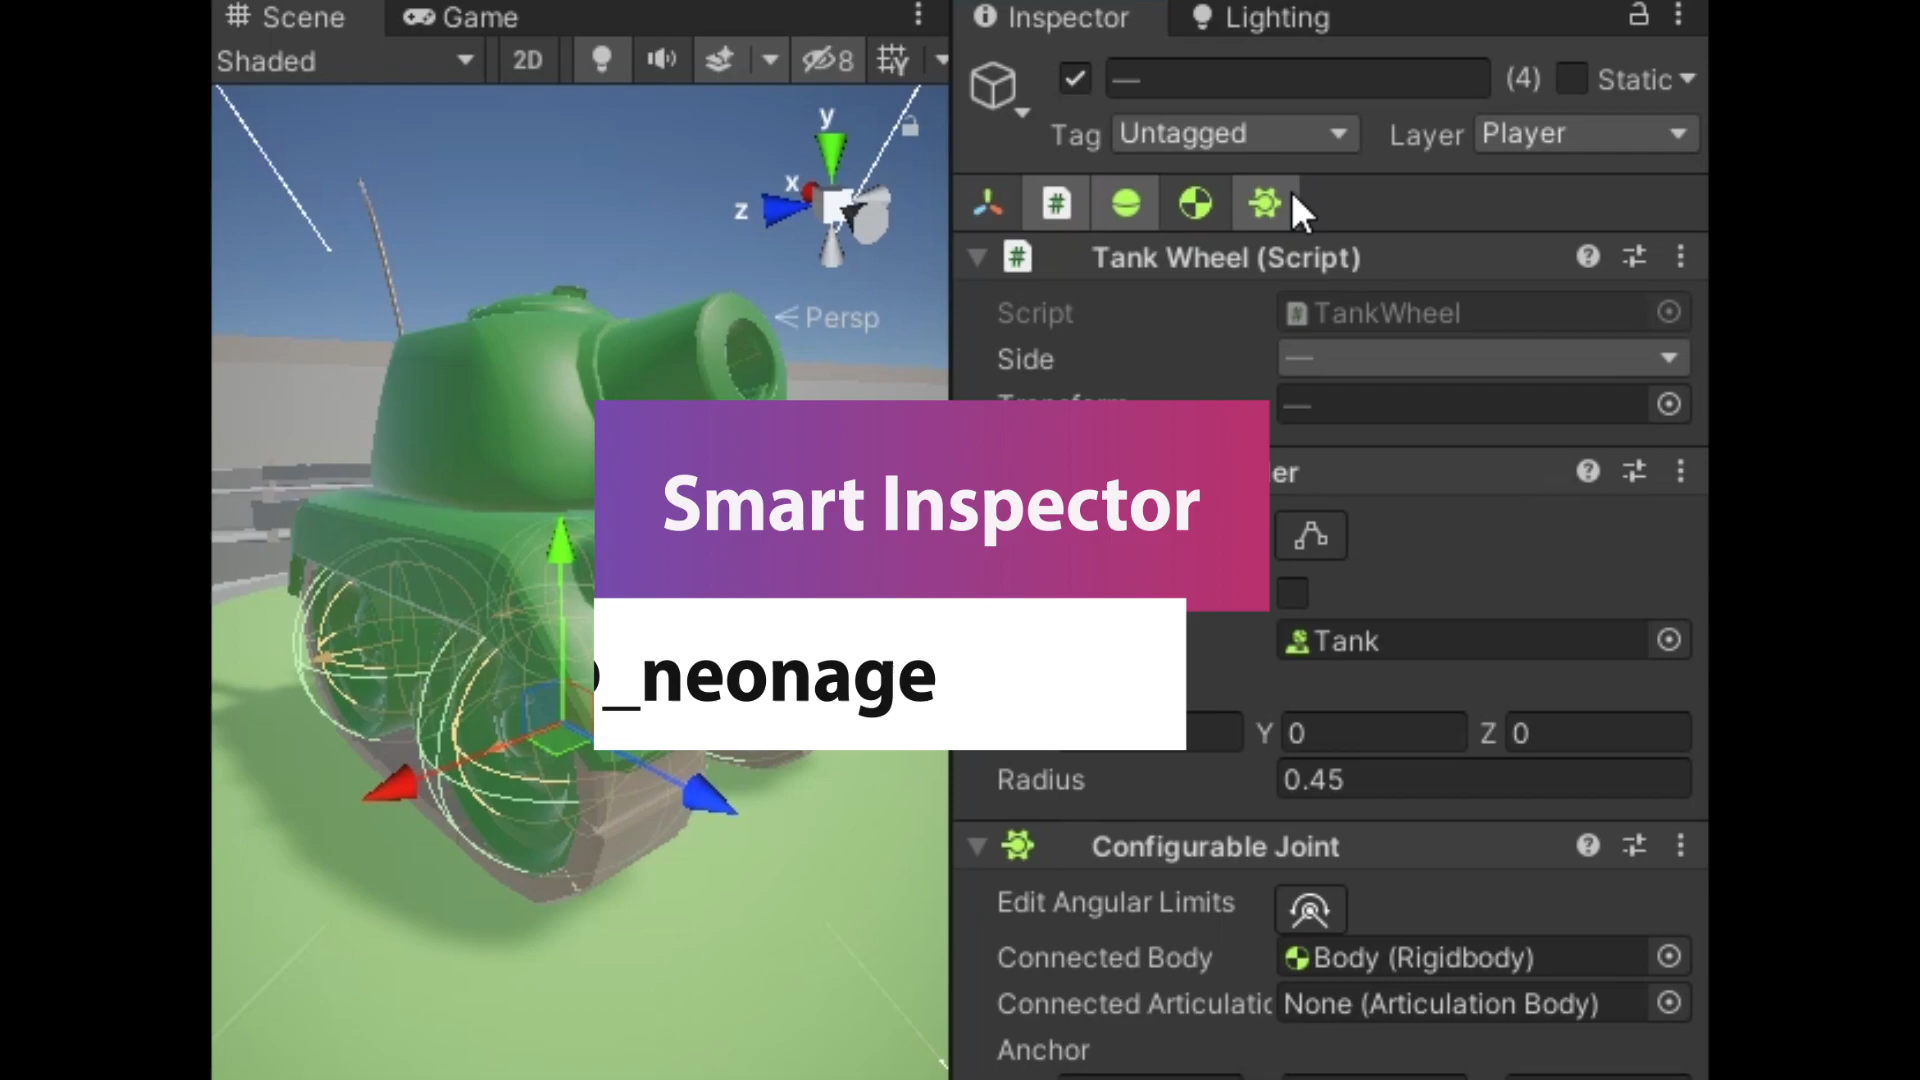 Scene
Game
Inspector
Lighting
Shaded
2D
8
(4)
Static
Tag
Untagged
Layer
Player
y
x
z
Persp
Tank Wheel (Script)
Script
TankWheel
Side
Transform
er
Smart Inspector
_neonage
Tank
Y 0
Z 0
Radius
0.45
Configurable Joint
Edit Angular Limits
Connected Body
Body (Rigidbody)
Connected Articulatic
None (Articulation Body)
Anchor